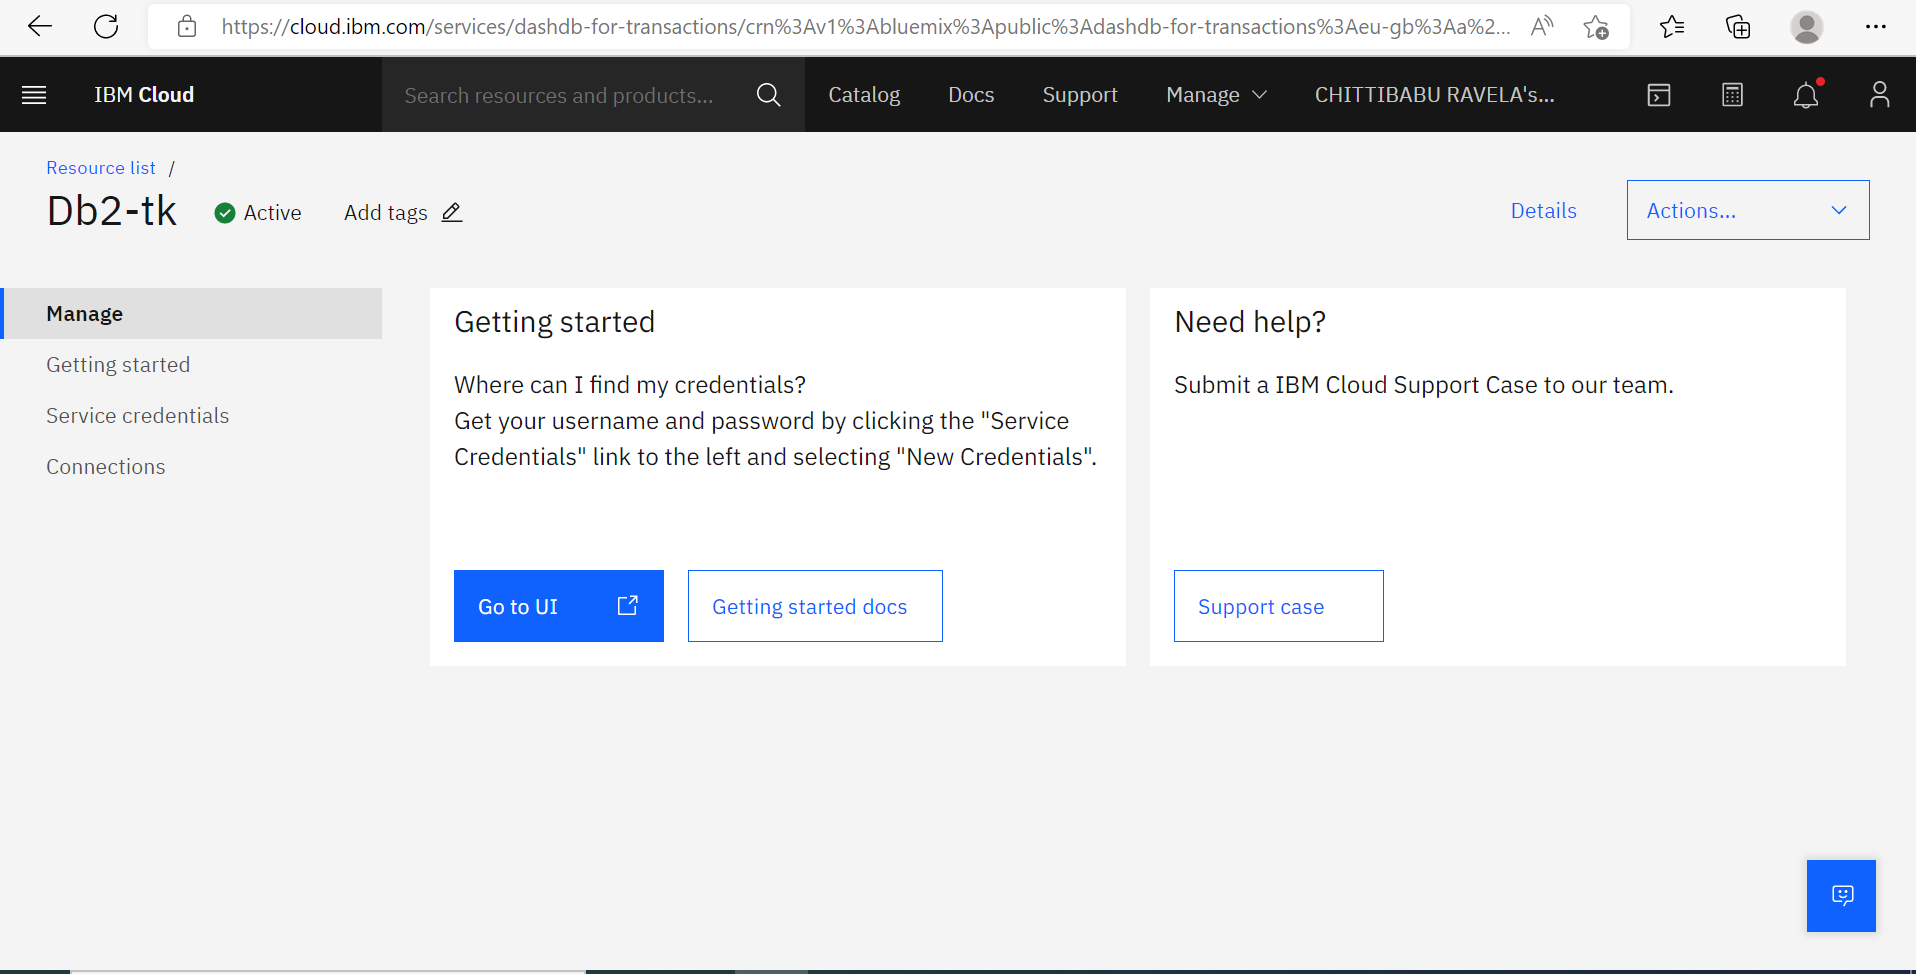 https://cloud.ibm.com/services/dashdb-for-transactions/crn%3Av1%3Abluemix%3Apublic%3Adashdb-for-transactions%3Aeu-gb%3Aa%2...
IBM Cloud
Search resources and products...
Catalog
Docs
Support
Manage
CHITTIBABU RAVELA's...
Resource list /
Db2-tk
Active
Add tags
Details
Actions...
Manage
Getting started
Service credentials
Connections
Getting started
Where can I find my credentials?
Get your username and password by clicking the "Service
Credentials" link to the left and selecting "New Credentials".
Go to UI
Getting started docs
Need help?
Submit a IBM Cloud Support Case to our team.
Support case